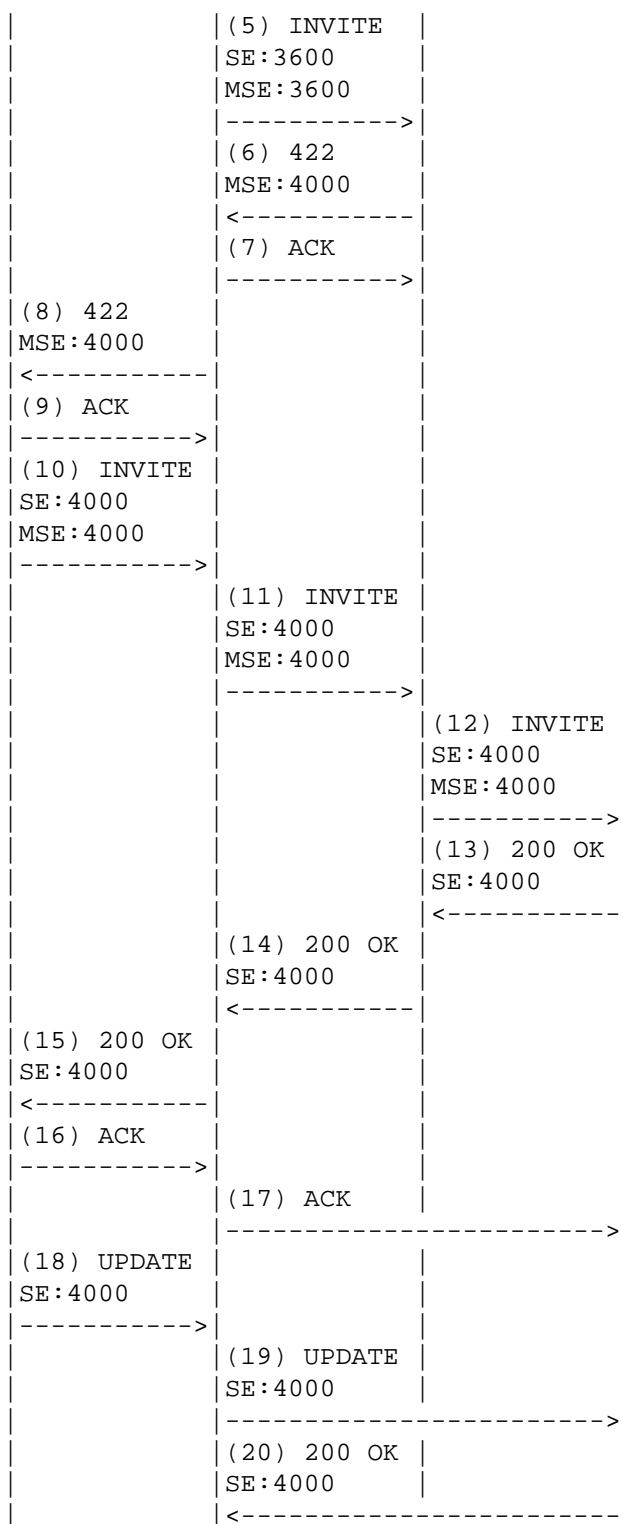 |             |(5) INVITE   |
|             |SE:3600      |
|             |MSE:3600     |
|             |----------->|
|             |(6) 422      |
|             |MSE:4000     |
|             |<-----------|
|             |(7) ACK      |
|             |----------->|
|(8) 422      |             |
|MSE:4000     |             |
|<-----------|             |
|(9) ACK      |             |
|----------->|             |
|(10) INVITE  |             |
|SE:4000      |             |
|MSE:4000     |             |
|----------->|             |
|             |(11) INVITE  |
|             |SE:4000      |
|             |MSE:4000     |
|             |----------->|
|             |             |(12) INVITE
|             |             |SE:4000
|             |             |MSE:4000
|             |             |----------->
|             |             |(13) 200 OK
|             |             |SE:4000
|             |             |<-----------
|             |(14) 200 OK  |
|             |SE:4000      |
|             |<-----------|
|(15) 200 OK  |             |
|SE:4000      |             |
|<-----------|             |
|(16) ACK     |             |
|----------->|             |
|             |(17) ACK     |
|             |------------------------>
|(18) UPDATE  |             |
|SE:4000      |             |
|----------->|             |
|             |(19) UPDATE  |
|             |SE:4000      |
|             |------------------------>
|             |(20) 200 OK  |
|             |SE:4000      |
|             |<------------------------